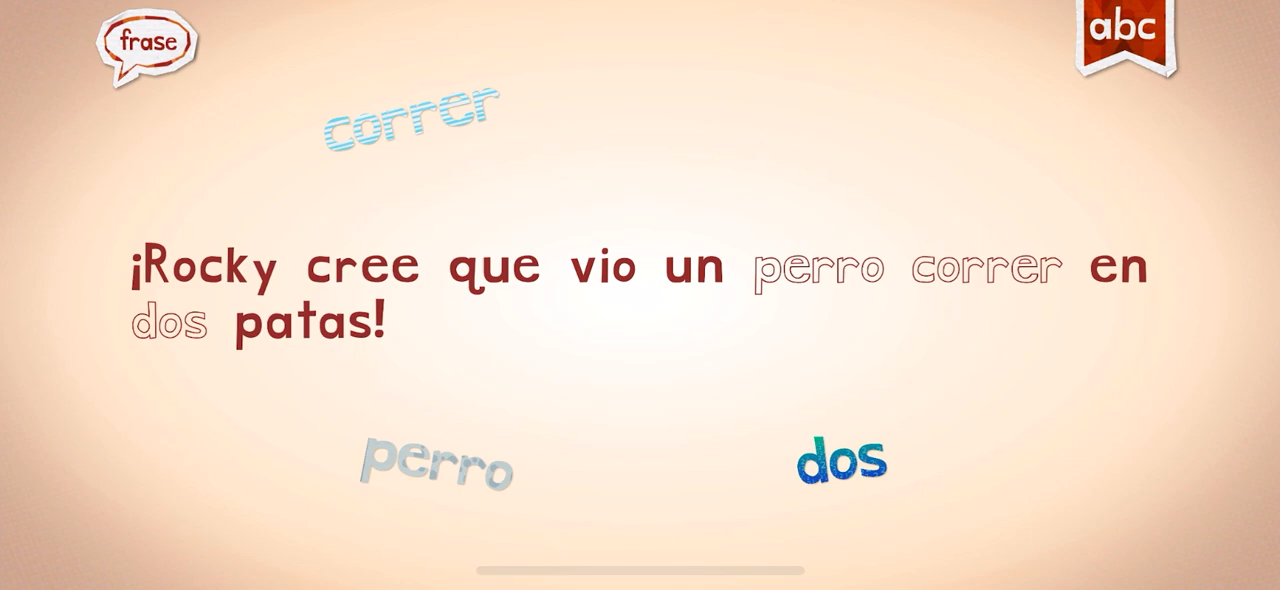 frase
abc
correr
¡Rocky cree que vio un perro correr en
dos patas!
perro
dos